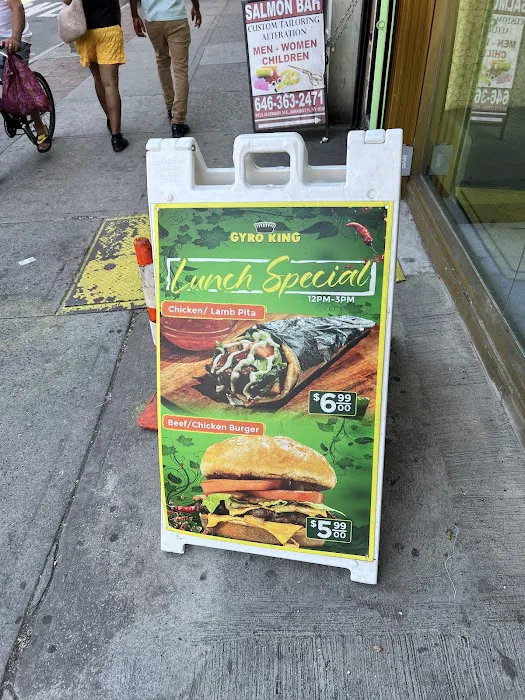 SALMON BAR
CUSTOM TAILORING
ALTERATION
MEN - WOMEN
CHILDREN
646-363-2471
GYRO KING
Lunch Special
12PM-3PM
Chicken/ Lamb Pita
$6 99
00
Beef/Chicken Burger
$5 99
00